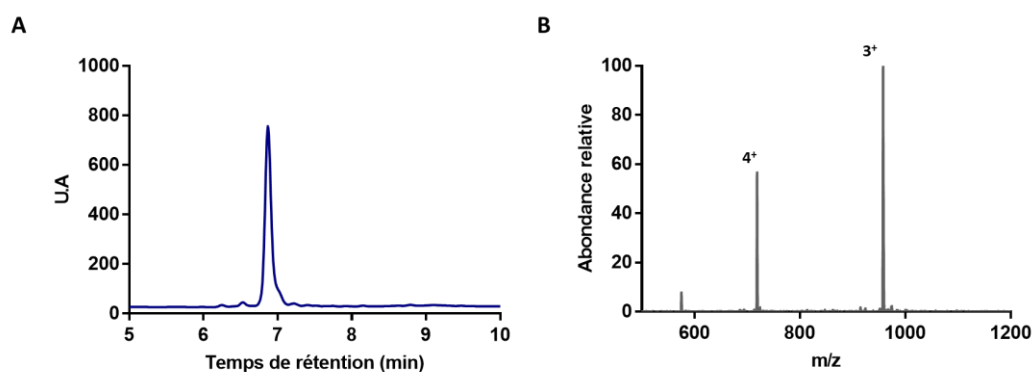 A
1000
800
600
400
200
0
U.A
5 6 7 8 9 10
Temps de rétention (min)
B
100
80
60
40
20
0
Abondance relative
4+
3+
600 800 1000 1200
m/z